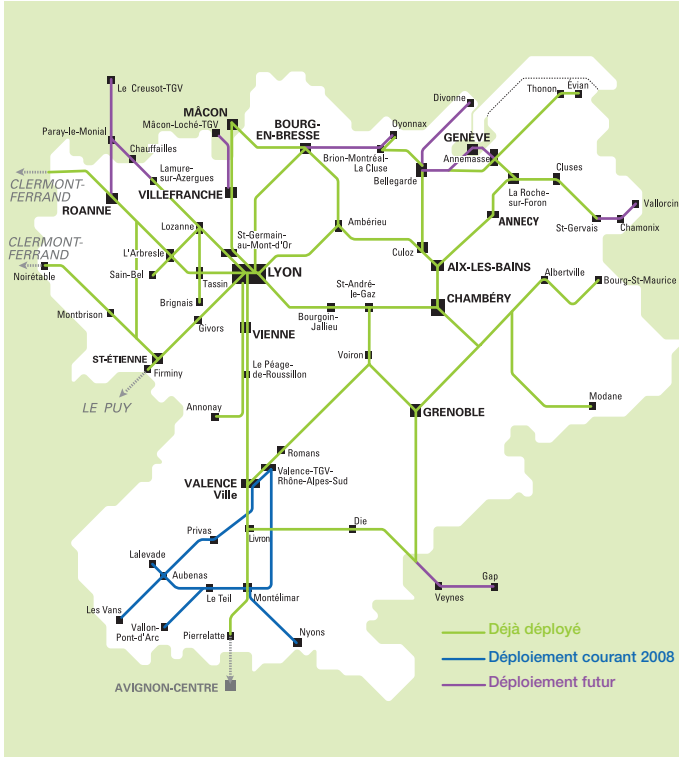 Le Creusot-TGV
Divonne
Thonon
Évian
MÂCON
Mâcon-Loché-TGV
Paray-le-Monial
BOURG-
EN-BRESSE
Oyonnax
GENÈVE
Chauffailles
Brion-Montréal-
La Cluse
Annemasse
Bellegarde
Lamure-
sur-Azergues
Cluses
CLERMONT-
FERRAND
VILLEFRANCHE
La Roche-
sur-Foron
Vallorcin
ROANNE
ANNECY
St-Gervais
Chamonix
Lozanne
Ambérieu
St-Germain-
au-Mont-d'Or
CLERMONT-
FERRAND
L'Arbresle
Culoz
Noirétable
Sain-Bel
Tassin
LYON
AIX-LES-BAINS
Albertville
Bourg-St-Maurice
St-André-
le-Gaz
CHAMBÉRY
Brignais
Montbrison
Givors
Bourgoin-
Jallieu
VIENNE
Voiron
ST-ÉTIENNE
Firminy
Le Péage-
de-Roussillon
LE PUY
Annonay
GRENOBLE
Modane
Romans
Valence-TGV-
Rhône-Alpes-Sud
VALENCE
Ville
Die
Privas
Livron
Lalevade
Aubenas
Gap
Veynes
Le Teil
Montélimar
Les Vans
Vallon-
Pont-d'Arc
Pierrelatte
Nyons
Déjà déployé
Déploiement courant 2008
Déploiement futur
AVIGNON-CENTRE